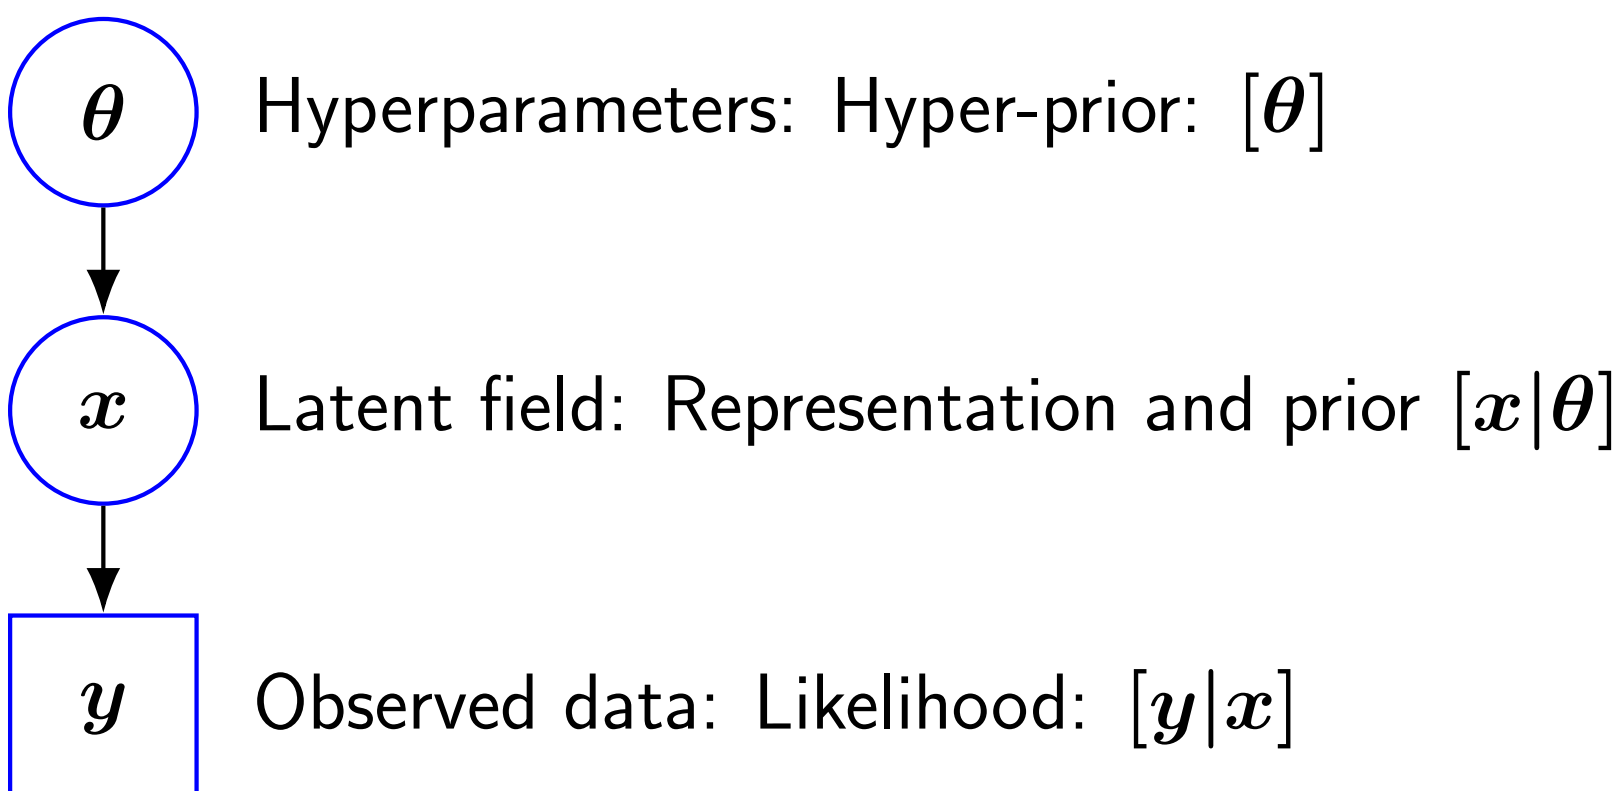 θ Hyperparameters: Hyper-prior: [θ]
x Latent field: Representation and prior [x|θ]
y Observed data: Likelihood: [y|x]